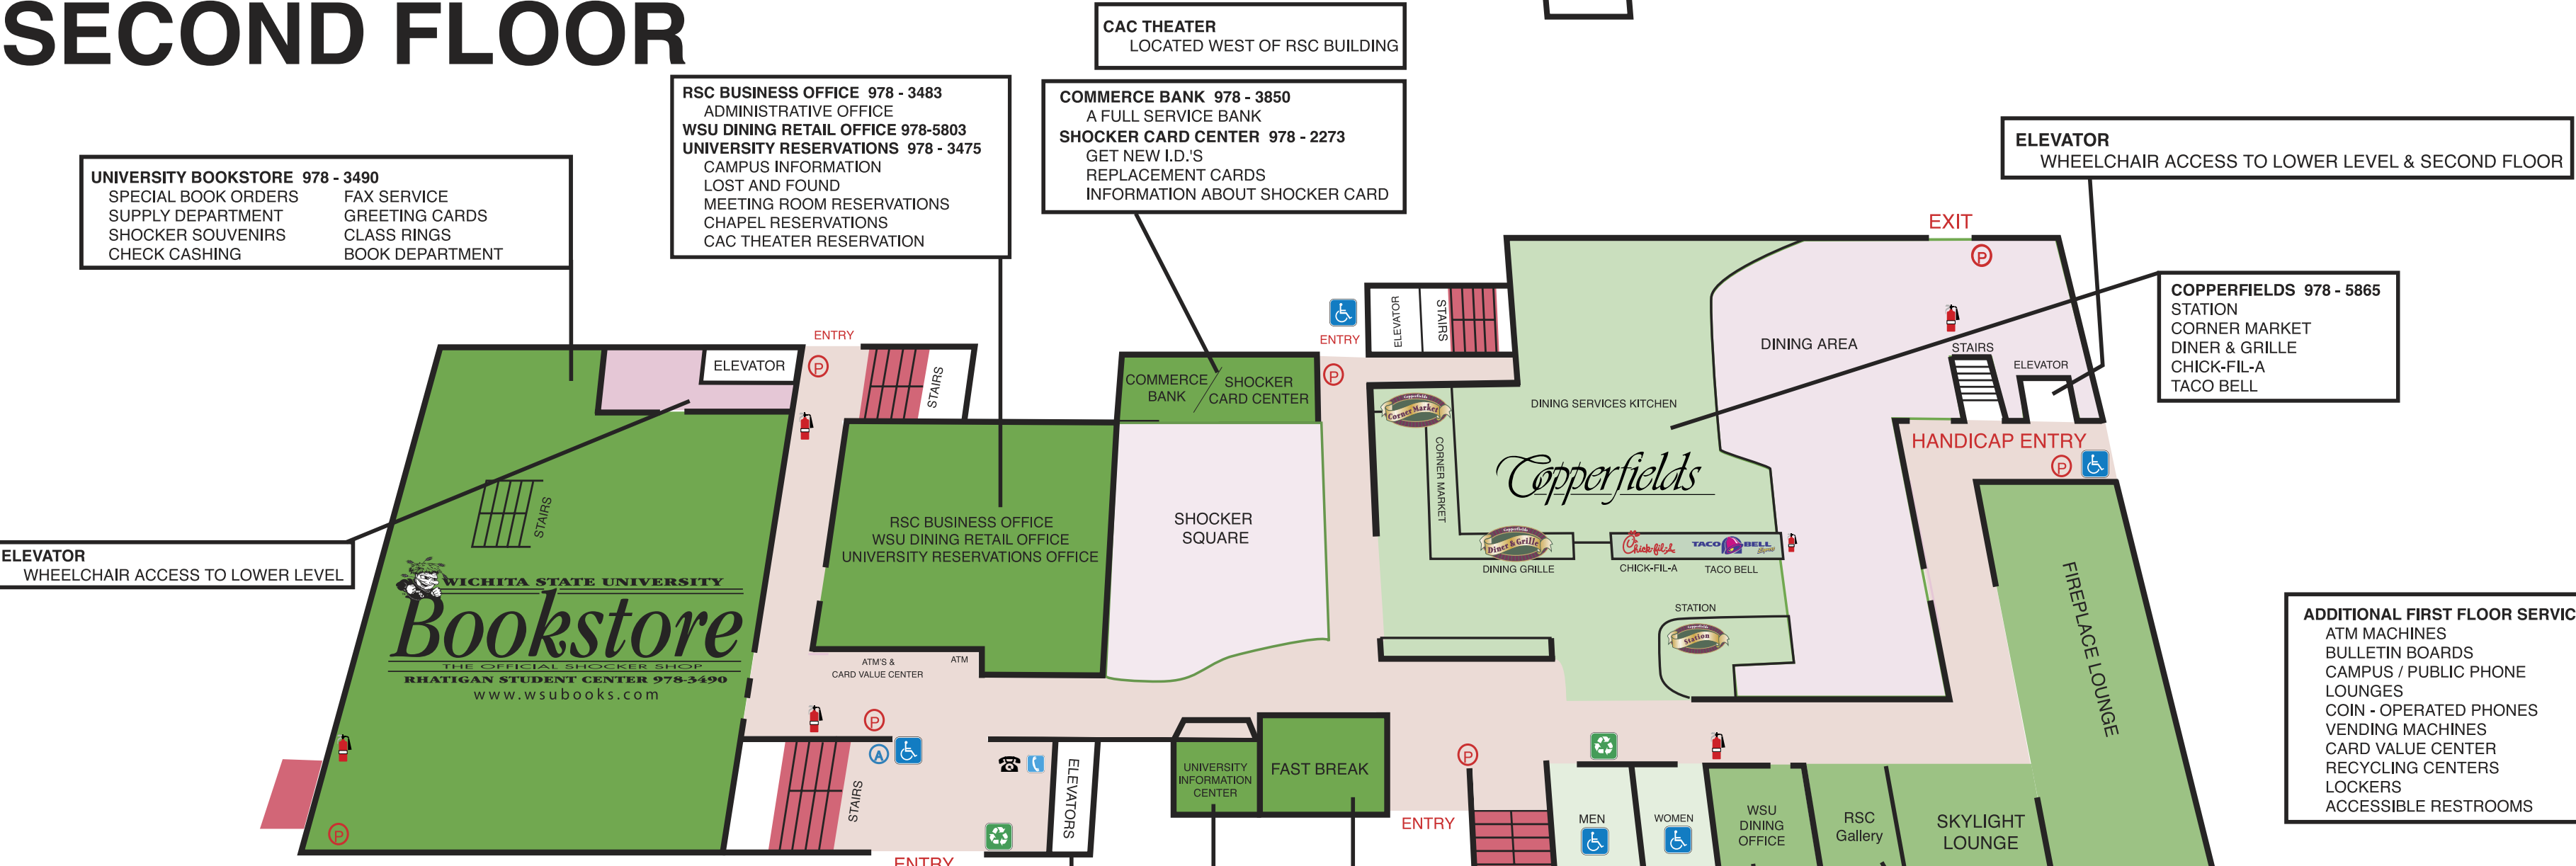 SECOND FLOOR
CAC THEATER
LOCATED WEST OF RSC BUILDING
RSC BUSINESS OFFICE 978 - 3483
ADMINISTRATIVE OFFICE
WSU DINING RETAIL OFFICE 978-5803
UNIVERSITY RESERVATIONS 978 - 3475
CAMPUS INFORMATION
LOST AND FOUND
MEETING ROOM RESERVATIONS
CHAPEL RESERVATIONS
CAC THEATER RESERVATION
COMMERCE BANK 978 - 3850
A FULL SERVICE BANK
SHOCKER CARD CENTER 978 - 2273
GET NEW I.D.'S
REPLACEMENT CARDS
INFORMATION ABOUT SHOCKER CARD
ELEVATOR
WHEELCHAIR ACCESS TO LOWER LEVEL & SECOND FLOOR
UNIVERSITY BOOKSTORE 978 - 3490
SPECIAL BOOK ORDERS FAX SERVICE
SUPPLY DEPARTMENT GREETING CARDS
SHOCKER SOUVENIRS CLASS RINGS
CHECK CASHING BOOK DEPARTMENT
EXIT
P
COPPERFIELDS 978 - 5865
STATION
CORNER MARKET
DINER & GRILLE
CHICK-FIL-A
TACO BELL
ENTRY
ELEVATOR
P
STAIRS
ENTRY
ELEVATOR
STAIRS
P
COMMERCE
BANK
SHOCKER
CARD CENTER
DINING AREA
STAIRS
ELEVATOR
DINING SERVICES KITCHEN
Corner Market
CORNER MARKET
Copperfields
HANDICAP ENTRY
P
STAIRS
RSC BUSINESS OFFICE
WSU DINING RETAIL OFFICE
UNIVERSITY RESERVATIONS OFFICE
SHOCKER
SQUARE
Diner & Grille
Chick-fil-A
TACO BELL
DINING GRILLE
CHICK-FIL-A
TACO BELL
ELEVATOR
WHEELCHAIR ACCESS TO LOWER LEVEL
WICHITA STATE UNIVERSITY
Bookstore
THE OFFICIAL SHOCKER SHOP
RHATIGAN STUDENT CENTER 978-3490
www.wsubooks.com
STATION
Station
FIREPLACE LOUNGE
ADDITIONAL FIRST FLOOR SERVIC
ATM MACHINES
BULLETIN BOARDS
CAMPUS / PUBLIC PHONE
LOUNGES
COIN - OPERATED PHONES
VENDING MACHINES
CARD VALUE CENTER
RECYCLING CENTERS
LOCKERS
ACCESSIBLE RESTROOMS
ATM'S &
CARD VALUE CENTER
ATM
P
A
STAIRS
ELEVATORS
UNIVERSITY
INFORMATION
CENTER
FAST BREAK
P
ENTRY
MEN
WOMEN
WSU
DINING
OFFICE
RSC
Gallery
SKYLIGHT
LOUNGE
P
ENTRY